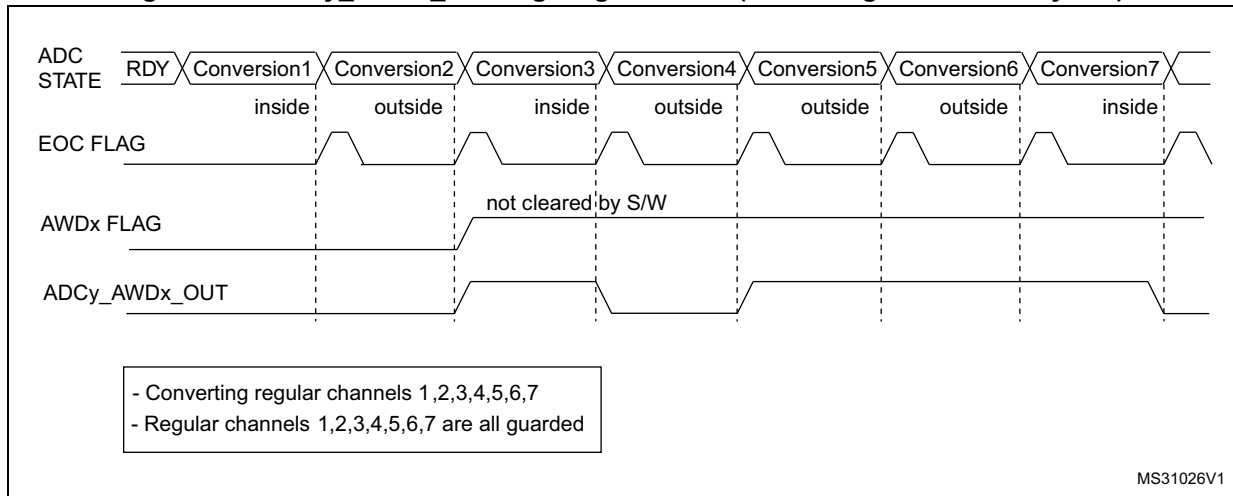 ADC
STATE
RDY Conversion1 Conversion2 Conversion3 Conversion4 Conversion5 Conversion6 Conversion7
inside outside inside outside outside outside inside
EOC FLAG
not cleared by S/W
AWDx FLAG
ADCy_AWDx_OUT
- Converting regular channels 1,2,3,4,5,6,7
- Regular channels 1,2,3,4,5,6,7 are all guarded
MS31026V1